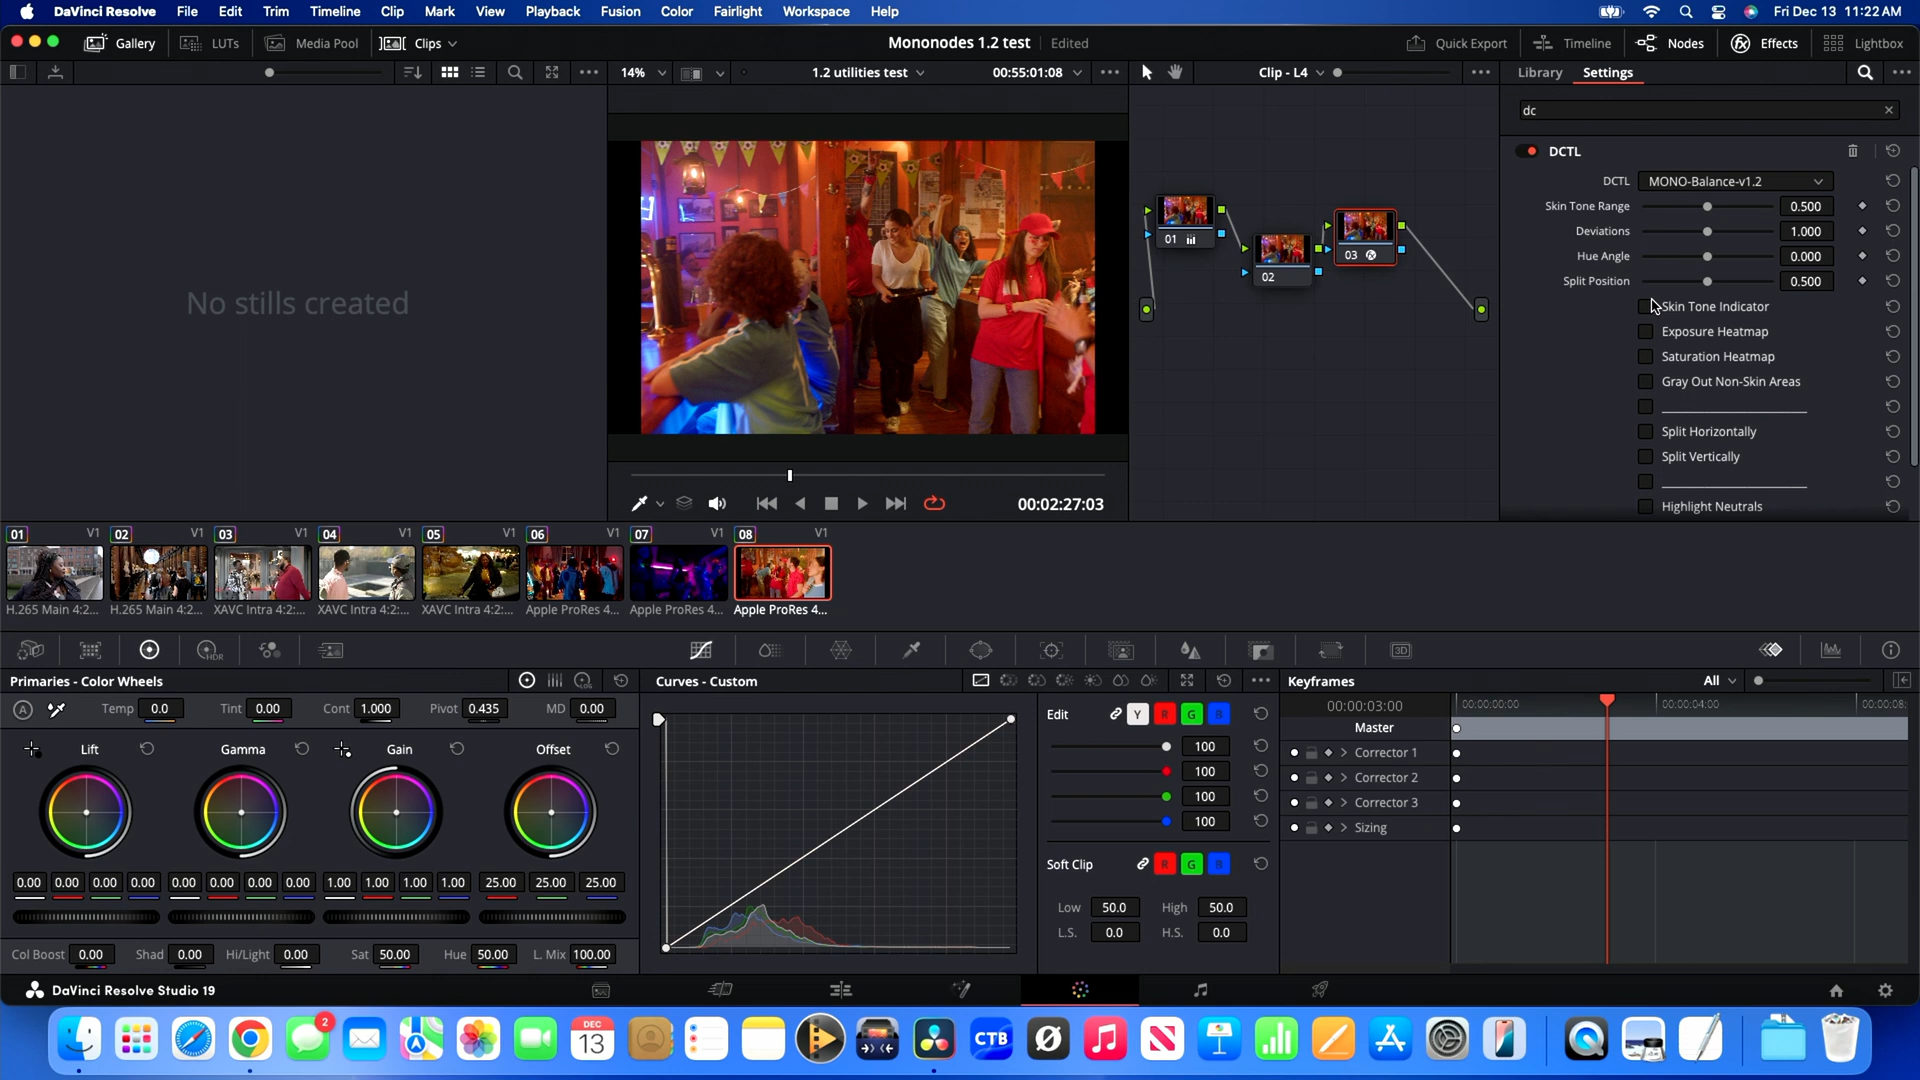 DaVinci Resolve File Edit Trim Timeline Clip Mark View Playback Fusion Color Fairlight Workspace Help Fri Dec 13 11:22 AM
Gallery LUTs Media Pool Clips Mononodes 1.2 test Edited Quick Export Timeline Nodes Effects Lightbox
14% 1.2 utilities test 00:55:01:08 Clip - L4 Library Settings
dc
DCTL
DCTL MONO-Balance-v1.2
Skin Tone Range 0.500
Deviations 1.000
Hue Angle 0.000
Split Position 0.500
Skin Tone Indicator
Exposure Heatmap
Saturation Heatmap
Gray Out Non-Skin Areas
Split Horizontally
Split Vertically
Highlight Neutrals
No stills created
01 02 03
00:02:27:03
01 V1 02 V1 03 V1 04 V1 05 V1 06 V1 07 V1 08 V1
H.265 Main 4:2... H.265 Main 4:2... XAVC Intra 4:2:... XAVC Intra 4:2:... XAVC Intra 4:2:... Apple ProRes 4... Apple ProRes 4... Apple ProRes 4...
HDR 3D
Primaries - Color Wheels
A Temp 0.0 Tint 0.00 Cont 1.000 Pivot 0.435 MD 0.00
Lift Gamma Gain Offset
0.00 0.00 0.00 0.00 0.00 0.00 0.00 0.00 1.00 1.00 1.00 1.00 25.00 25.00 25.00
Col Boost 0.00 Shad 0.00 Hi/Light 0.00 Sat 50.00 Hue 50.00 L. Mix 100.00
Curves - Custom
Edit Y R G B
100
100
100
100
Soft Clip R G B
Low 50.0 High 50.0
L.S. 0.0 H.S. 0.0
Keyframes All
00:00:03:00 00:00:00:00 00:00:04:00 00:00:08:
Master
Corrector 1
Corrector 2
Corrector 3
Sizing
DaVinci Resolve Studio 19
2
DEC
13
CTB